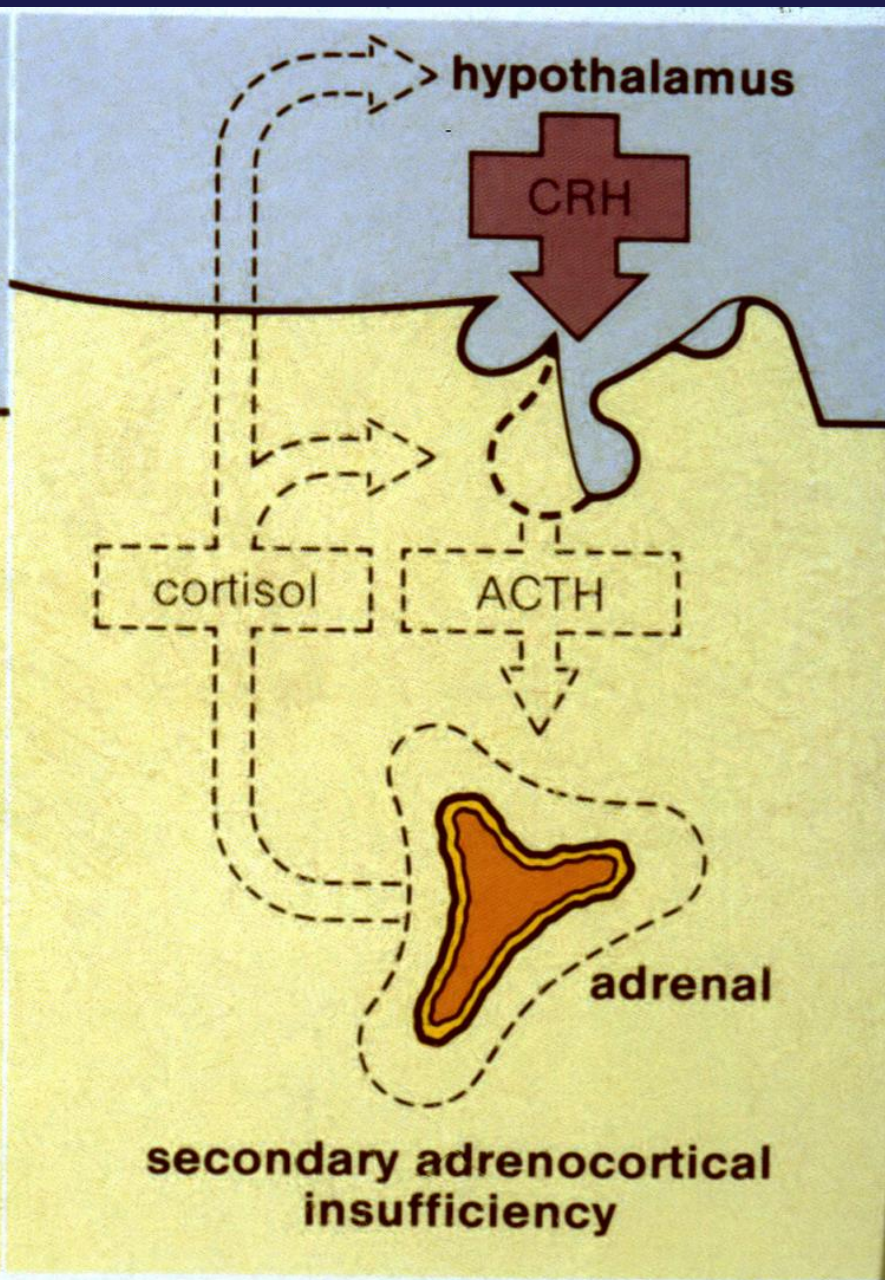 hypothalamus
CRH
cortisol
ACTH
adrenal
secondary adrenocortical
insufficiency